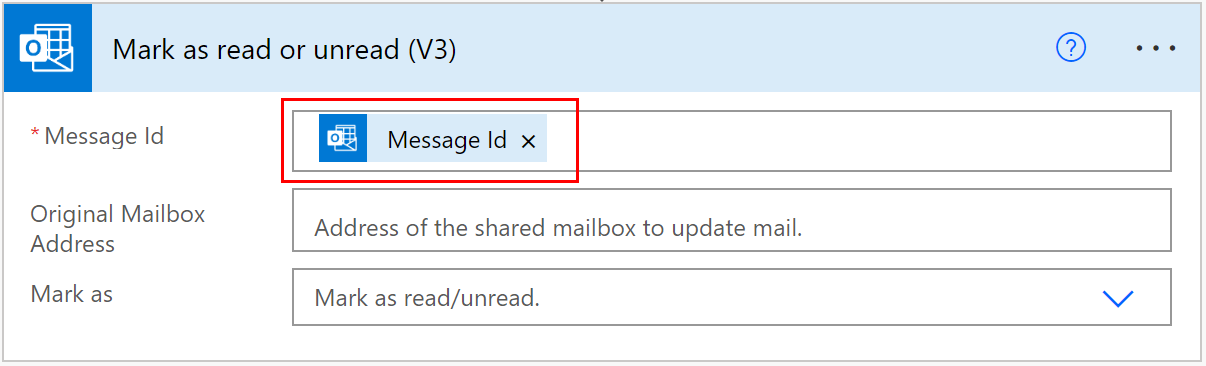 Mark as read or unread (V3)
* Message Id
Message Id ×
Original Mailbox
Address
Address of the shared mailbox to update mail.
Mark as
Mark as read/unread.